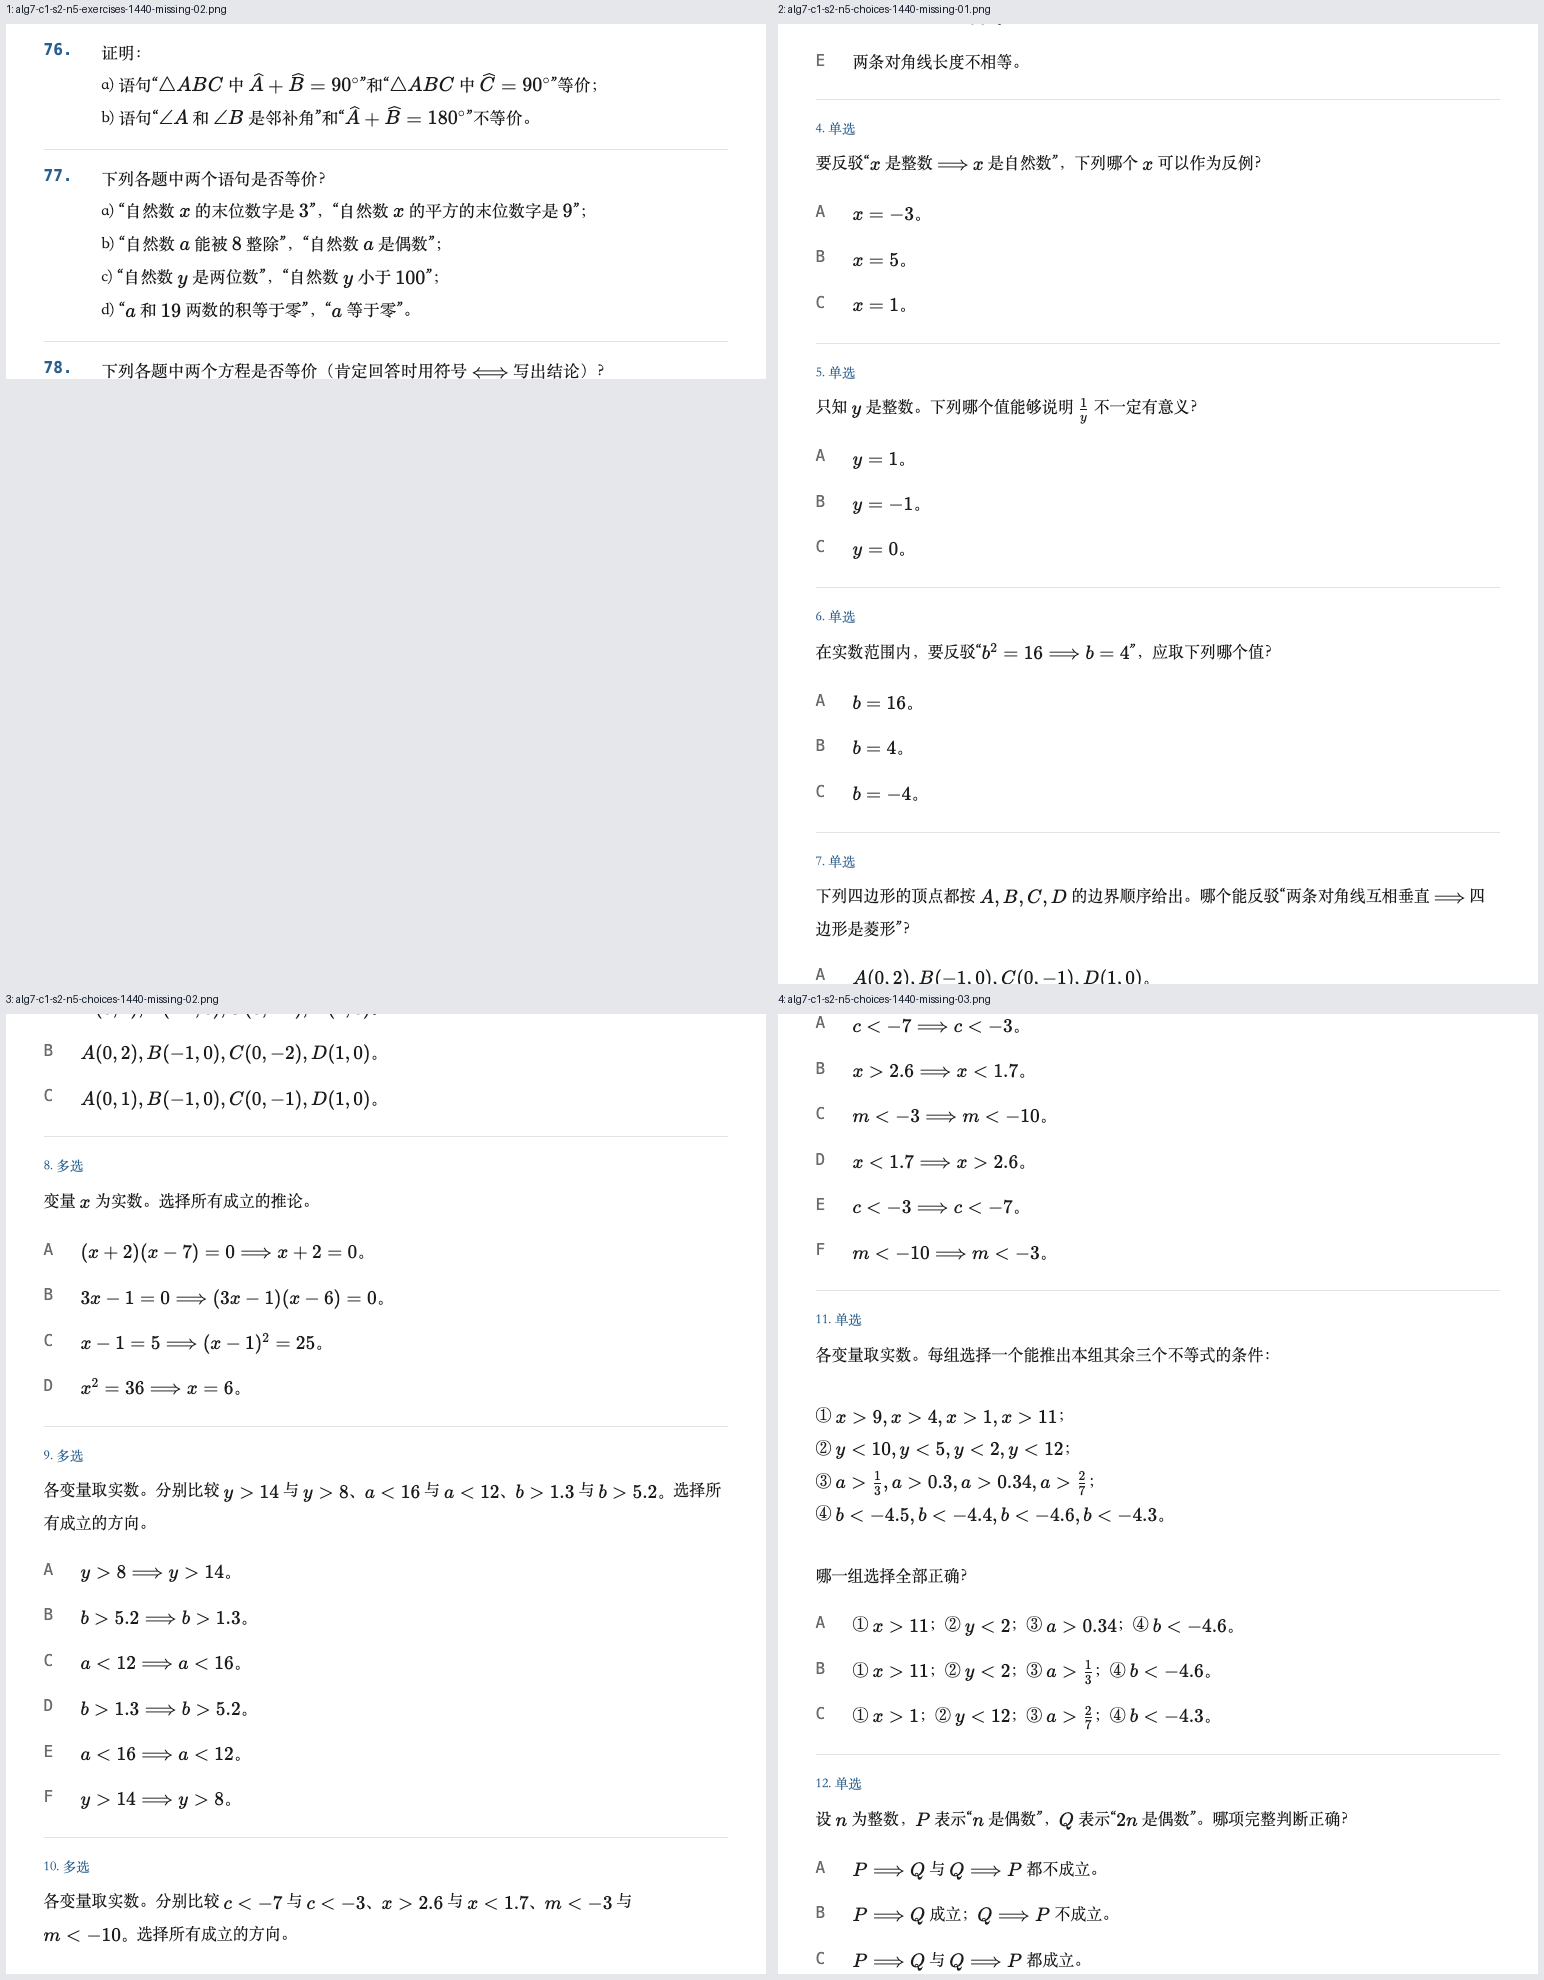 1: alg7-c1-s2-n5-exercises-1440-missing-02.png
76. 证明：
a) 语句“△ABC 中 Â + B̂ = 90°”和“△ABC 中 Ĉ = 90°”等价；
b) 语句“∠A 和 ∠B 是邻补角”和“Â + B̂ = 180°”不等价。
77. 下列各题中两个语句是否等价？
a) “自然数 x 的末位数字是 3”，“自然数 x 的平方的末位数字是 9”；
b) “自然数 a 能被 8 整除”，“自然数 a 是偶数”；
c) “自然数 y 是两位数”，“自然数 y 小于 100”；
d) “a 和 19 两数的积等于零”，“a 等于零”。
78. 下列各题中两个方程是否等价（肯定回答时用符号 ⟺ 写出结论）？
2: alg7-c1-s2-n5-choices-1440-missing-01.png
E 两条对角线长度不相等。
4. 单选
要反驳“x 是整数 ⟹ x 是自然数”，下列哪个 x 可以作为反例？
A x = −3。
B x = 5。
C x = 1。
5. 单选
只知 y 是整数。下列哪个值能够说明 1/y 不一定有意义？
A y = 1。
B y = −1。
C y = 0。
6. 单选
在实数范围内，要反驳“b² = 16 ⟹ b = 4”，应取下列哪个值？
A b = 16。
B b = 4。
C b = −4。
7. 单选
下列四边形的顶点都按 A, B, C, D 的边界顺序给出。哪个能反驳“两条对角线互相垂直 ⟹ 四
边形是菱形”？
A A(0, 2), B(−1, 0), C(0, −1), D(1, 0)。
3: alg7-c1-s2-n5-choices-1440-missing-02.png
B A(0, 2), B(−1, 0), C(0, −2), D(1, 0)。
C A(0, 1), B(−1, 0), C(0, −1), D(1, 0)。
8. 多选
变量 x 为实数。选择所有成立的推论。
A (x + 2)(x − 7) = 0 ⟹ x + 2 = 0。
B 3x − 1 = 0 ⟹ (3x − 1)(x − 6) = 0。
C x − 1 = 5 ⟹ (x − 1)² = 25。
D x² = 36 ⟹ x = 6。
9. 多选
各变量取实数。分别比较 y > 14 与 y > 8、a < 16 与 a < 12、b > 1.3 与 b > 5.2。选择所
有成立的方向。
A y > 8 ⟹ y > 14。
B b > 5.2 ⟹ b > 1.3。
C a < 12 ⟹ a < 16。
D b > 1.3 ⟹ b > 5.2。
E a < 16 ⟹ a < 12。
F y > 14 ⟹ y > 8。
10. 多选
各变量取实数。分别比较 c < −7 与 c < −3、x > 2.6 与 x < 1.7、m < −3 与
m < −10。选择所有成立的方向。
4: alg7-c1-s2-n5-choices-1440-missing-03.png
A c < −7 ⟹ c < −3。
B x > 2.6 ⟹ x < 1.7。
C m < −3 ⟹ m < −10。
D x < 1.7 ⟹ x > 2.6。
E c < −3 ⟹ c < −7。
F m < −10 ⟹ m < −3。
11. 单选
各变量取实数。每组选择一个能推出本组其余三个不等式的条件：
① x > 9, x > 4, x > 1, x > 11；
② y < 10, y < 5, y < 2, y < 12；
③ a > 1/3, a > 0.3, a > 0.34, a > 2/7；
④ b < −4.5, b < −4.4, b < −4.6, b < −4.3。
哪一组选择全部正确？
A ① x > 11；② y < 2；③ a > 0.34；④ b < −4.6。
B ① x > 11；② y < 2；③ a > 1/3；④ b < −4.6。
C ① x > 1；② y < 12；③ a > 2/7；④ b < −4.3。
12. 单选
设 n 为整数，P 表示“n 是偶数”，Q 表示“2n 是偶数”。哪项完整判断正确？
A P ⟹ Q 与 Q ⟹ P 都不成立。
B P ⟹ Q 成立；Q ⟹ P 不成立。
C P ⟹ Q 与 Q ⟹ P 都成立。